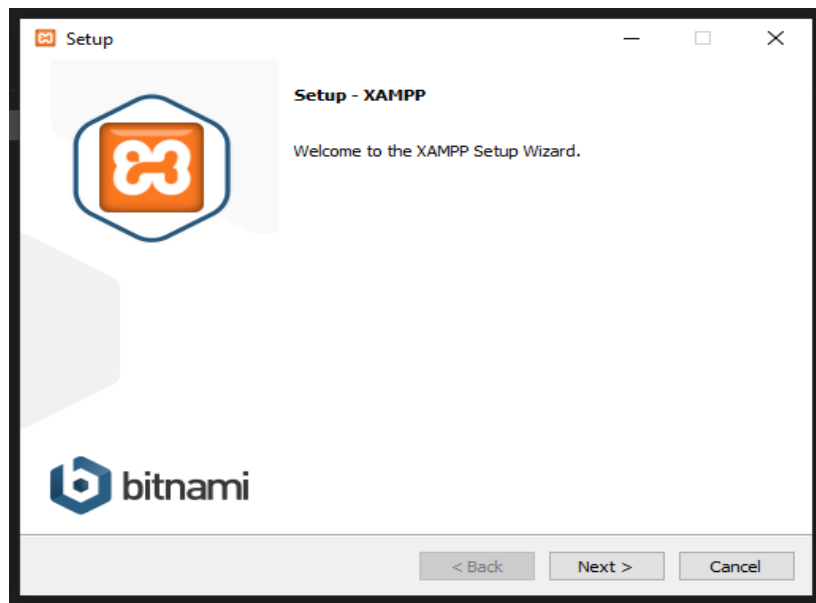 Setup
Setup - XAMPP
Welcome to the XAMPP Setup Wizard.
bitnami
< Back
Next >
Cancel